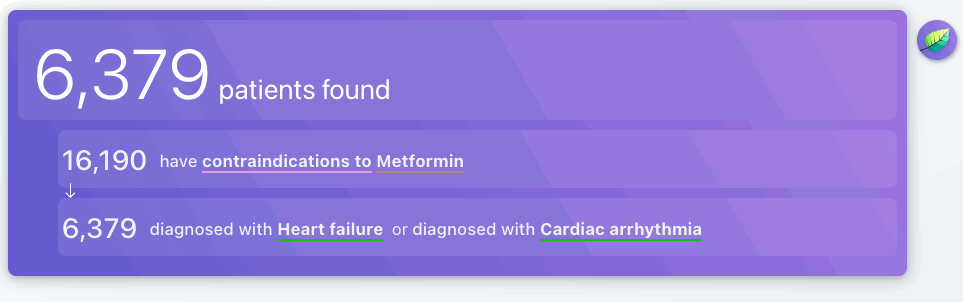 6,379 patients found
16,190 have contraindications to Metformin
↓
6,379 diagnosed with Heart failure or diagnosed with Cardiac arrhythmia